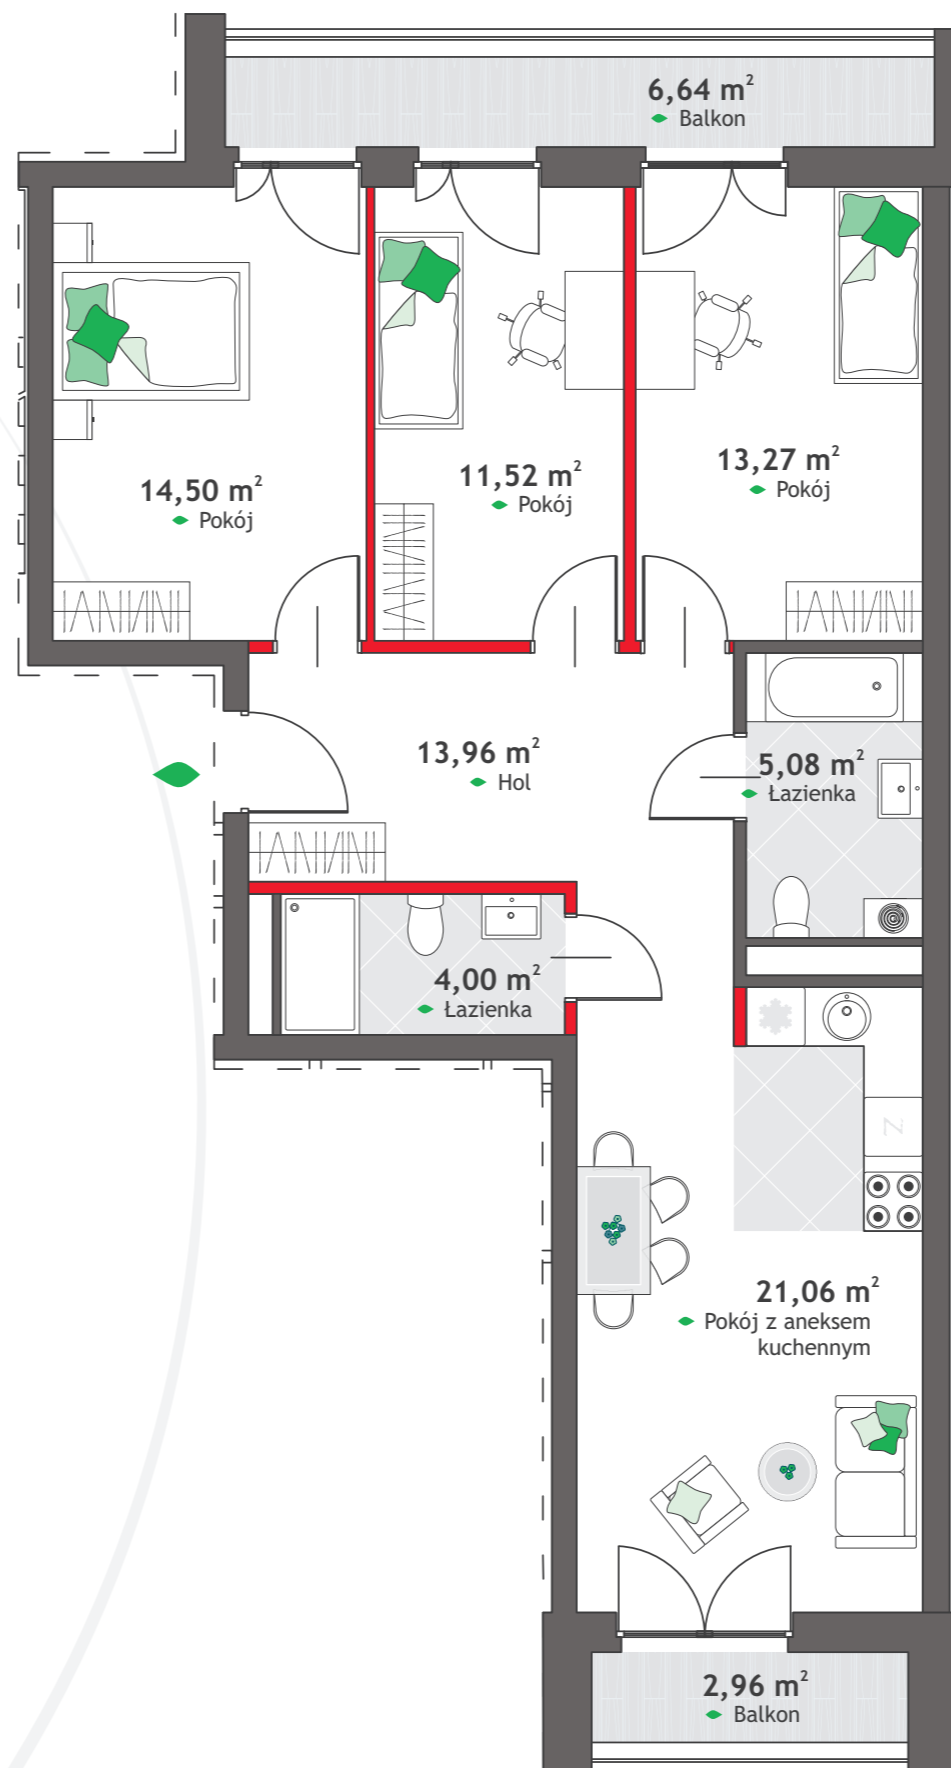 6,64 m²
Balkon
14,50 m²
Pokój
11,52 m²
Pokój
13,27 m²
Pokój
13,96 m²
Hol
5,08 m²
Łazienka
4,00 m²
Łazienka
Z
21,06 m²
Pokój z aneksem
kuchennym
2,96 m²
Balkon